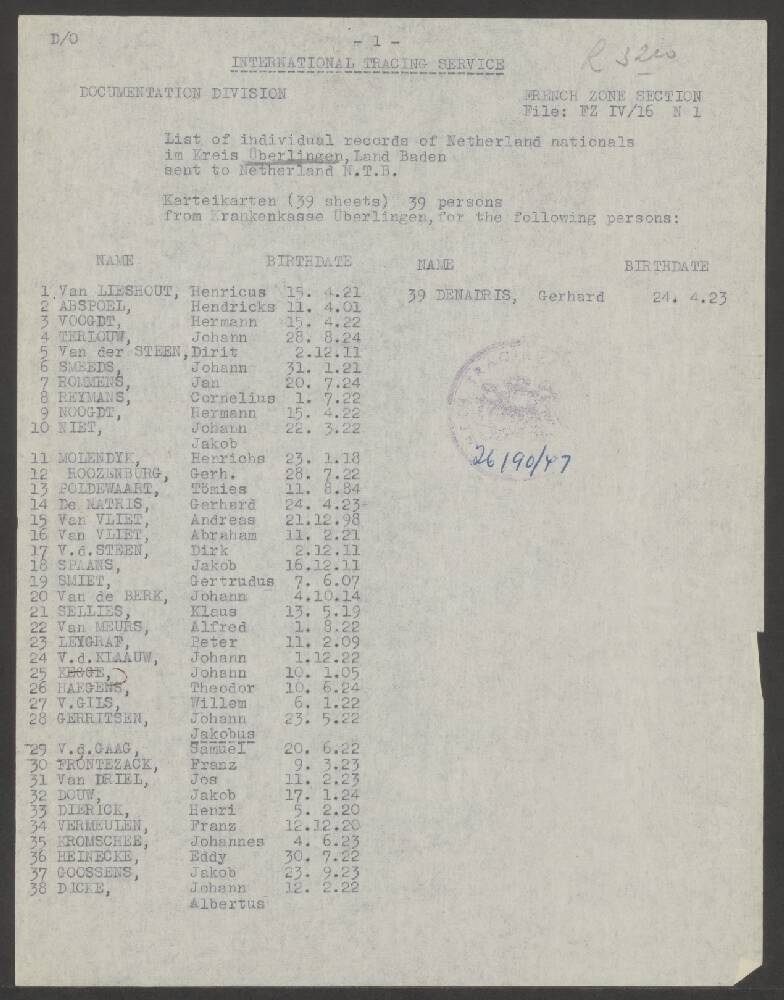 D/O
- 1 -
INTERNATIONAL TRACING SERVICE
DOCUMENTATION DIVISION
FRENCH ZONE SECTION
File: FZ IV/16 N 1
List of individual records of Netherland nationals
im Kreis Überlingen, Land Baden
sent to Netherland N.T.B.
Karteikarten (39 sheets) 39 persons
from Krankenkasse Überlingen, for the following persons:
NAME BIRTHDATE
1 Van LIESHOUT, Henricus 15. 4.21
2 ABSPOEL, Hendricks 11. 4.01
3 VOOGDT, Hermann 15. 4.22
4 TERLOUW, Johann 28. 8.24
5 Van der STEEN, Dirit 2.12.11
6 SMEEDS, Johann 31. 1.21
7 ROMMENS, Jan 20. 7.24
8 REYMANS, Cornelius 1. 7.22
9 NOOGDT, Hermann 15. 4.22
10 NIET, Johann 22. 3.22
Jakob
11 MOLENDYK, Henrichs 23. 1.18
12 ROOZENBURG, Gerh. 28. 7.22
13 POLDEWAART, Tömies 11. 8.84
14 De NATRIS, Gerhard 24. 4.23
15 Van VLIET, Andreas 21.12.98
16 Van VLIET, Abraham 11. 2.21
17 V.d.STEEN, Dirk 2.12.11
18 SPAANS, Jakob 16.12.11
19 SMIET, Gertrudus 7. 6.07
20 Van de BERK, Johann 4.10.14
21 SELLIES, Klaus 13. 5.19
22 Van MEURS, Alfred 1. 8.22
23 LEYGRAF, Peter 11. 2.09
24 V.d.KLAAUW, Johann 1.12.22
25 KEGGE, Johann 10. 1.05
26 HAEGENS, Theodor 10. 6.24
27 V.GILS, Willem 6. 1.22
28 GERRITSEN, Johann 23. 5.22
Jakobus
29 V.d.GAAG, Samuel 20. 6.22
30 FRONTEZACK, Franz 9. 3.23
31 Van DRIEL, Jos 11. 2.23
32 DOUW, Jakob 17. 1.24
33 DIERICK, Henri 5. 2.20
34 VERMEULEN, Franz 12.12.20
35 KROMSCHEE, Johannes 4. 6.23
36 HEINECKE, Eddy 30. 7.22
37 GOOSSENS, Jakob 23. 9.23
38 DICKE, Johann 12. 2.22
Albertus
NAME BIRTHDATE
39 DENADRIS, Gerhard 24. 4.23
26190/47